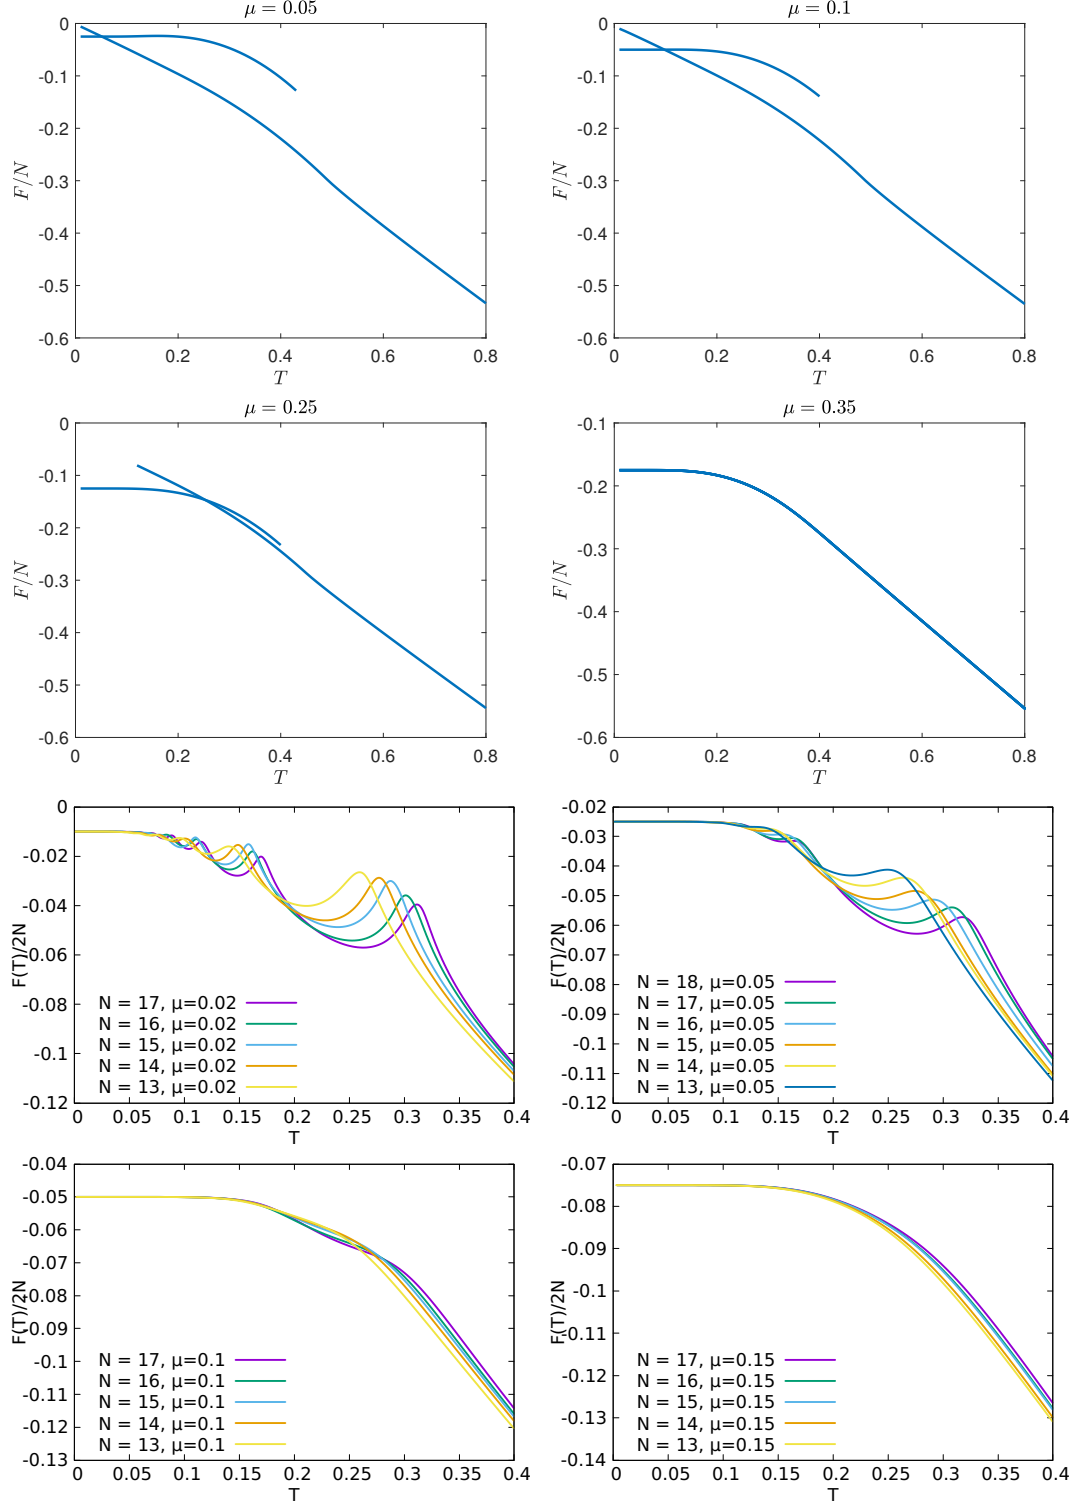 μ = 0.05
0
-0.1
-0.2
-0.3
-0.4
-0.5
-0.6
F/N
0 0.2 0.4 0.6 0.8
T
μ = 0.1
0
-0.1
-0.2
-0.3
-0.4
-0.5
-0.6
F/N
0 0.2 0.4 0.6 0.8
T
μ = 0.25
0
-0.1
-0.2
-0.3
-0.4
-0.5
-0.6
F/N
0 0.2 0.4 0.6 0.8
T
μ = 0.35
-0.1
-0.2
-0.3
-0.4
-0.5
-0.6
F/N
0 0.2 0.4 0.6 0.8
T
0
-0.02
-0.04
-0.06
-0.08
-0.1
-0.12
F(T)/2N
N = 17, μ=0.02
N = 16, μ=0.02
N = 15, μ=0.02
N = 14, μ=0.02
N = 13, μ=0.02
0 0.05 0.1 0.15 0.2 0.25 0.3 0.35 0.4
T
-0.02
-0.03
-0.04
-0.05
-0.06
-0.07
-0.08
-0.09
-0.1
-0.11
-0.12
F(T)/2N
N = 18, μ=0.05
N = 17, μ=0.05
N = 16, μ=0.05
N = 15, μ=0.05
N = 14, μ=0.05
N = 13, μ=0.05
0 0.05 0.1 0.15 0.2 0.25 0.3 0.35 0.4
T
-0.04
-0.05
-0.06
-0.07
-0.08
-0.09
-0.1
-0.11
-0.12
-0.13
F(T)/2N
N = 17, μ=0.1
N = 16, μ=0.1
N = 15, μ=0.1
N = 14, μ=0.1
N = 13, μ=0.1
0 0.05 0.1 0.15 0.2 0.25 0.3 0.35 0.4
T
-0.07
-0.08
-0.09
-0.1
-0.11
-0.12
-0.13
-0.14
F(T)/2N
N = 17, μ=0.15
N = 16, μ=0.15
N = 15, μ=0.15
N = 14, μ=0.15
N = 13, μ=0.15
0 0.05 0.1 0.15 0.2 0.25 0.3 0.35 0.4
T